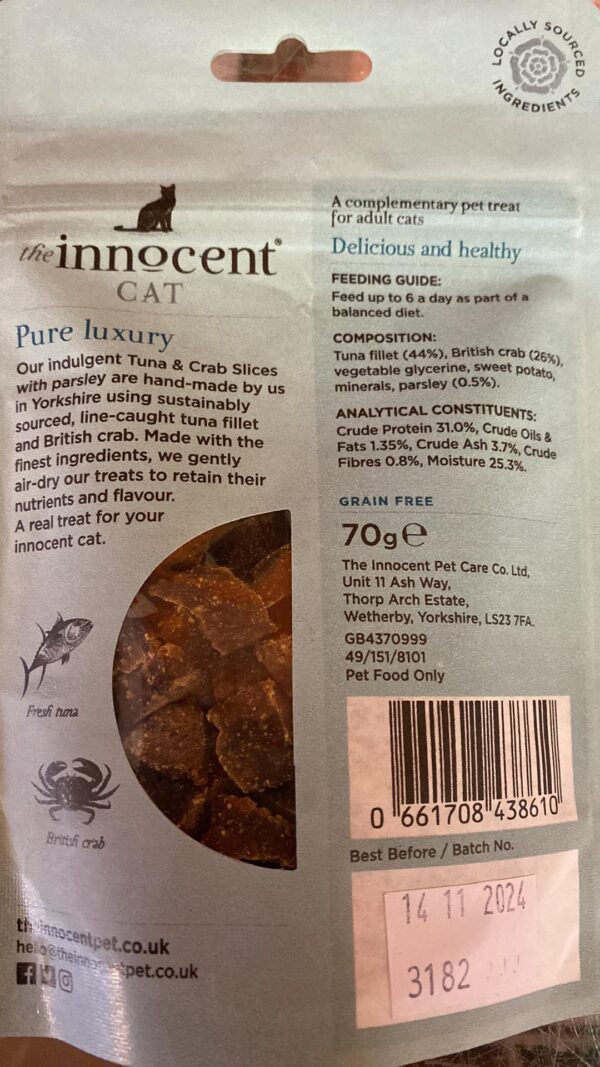 LOCALLY SOURCED
INGREDIENTS
the innocent®
CAT
Pure luxury
Our indulgent Tuna & Crab Slices
with parsley are hand-made by us
in Yorkshire using sustainably
sourced, line-caught tuna fillet
and British crab. Made with the
finest ingredients, we gently
air-dry our treats to retain their
nutrients and flavour.
A real treat for your
innocent cat.
Fresh tuna
British crab
theinnocentpet.co.uk
hello@theinnocentpet.co.uk
A complementary pet treat
for adult cats
Delicious and healthy
FEEDING GUIDE:
Feed up to 6 a day as part of a
balanced diet.
COMPOSITION:
Tuna fillet (44%), British crab (26%),
vegetable glycerine, sweet potato,
minerals, parsley (0.5%).
ANALYTICAL CONSTITUENTS:
Crude Protein 31.0%, Crude Oils &
Fats 1.35%, Crude Ash 3.7%, Crude
Fibres 0.8%, Moisture 25.3%.
GRAIN FREE
70g℮
The Innocent Pet Care Co. Ltd,
Unit 11 Ash Way,
Thorp Arch Estate,
Wetherby, Yorkshire, LS23 7FA.
GB4370999
49/151/8101
Pet Food Only
0 661708 438610
Best Before / Batch No.
14 11 2024
3182